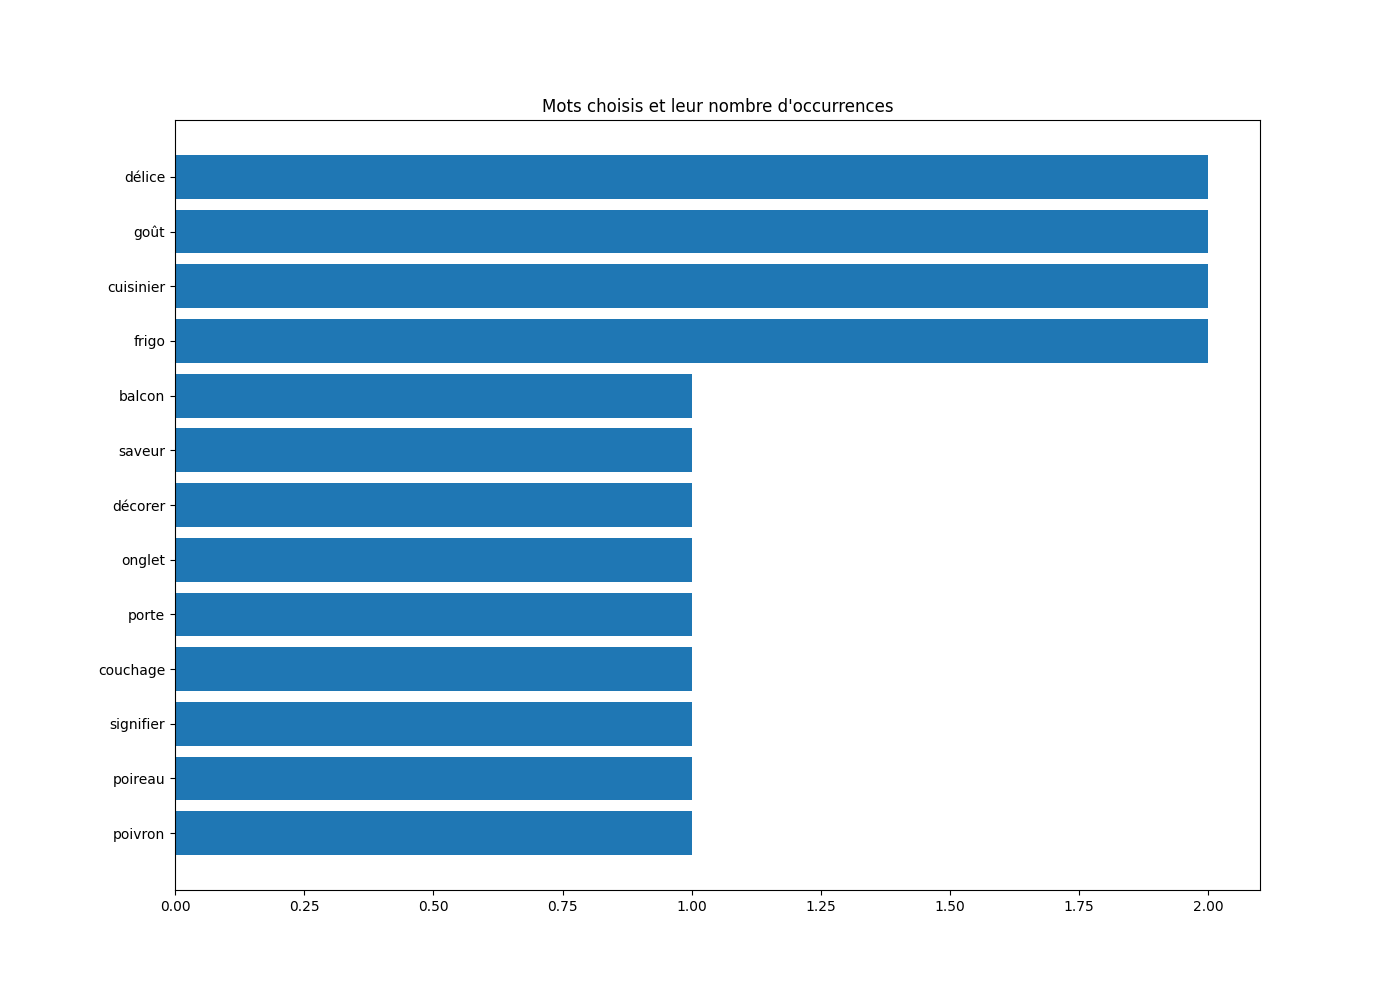 Mots choisis et leur nombre d'occurrences
délice
goût
cuisinier
frigo
balcon
saveur
décorer
onglet
porte
couchage
signifier
poireau
poivron
0.00 0.25 0.50 0.75 1.00 1.25 1.50 1.75 2.00